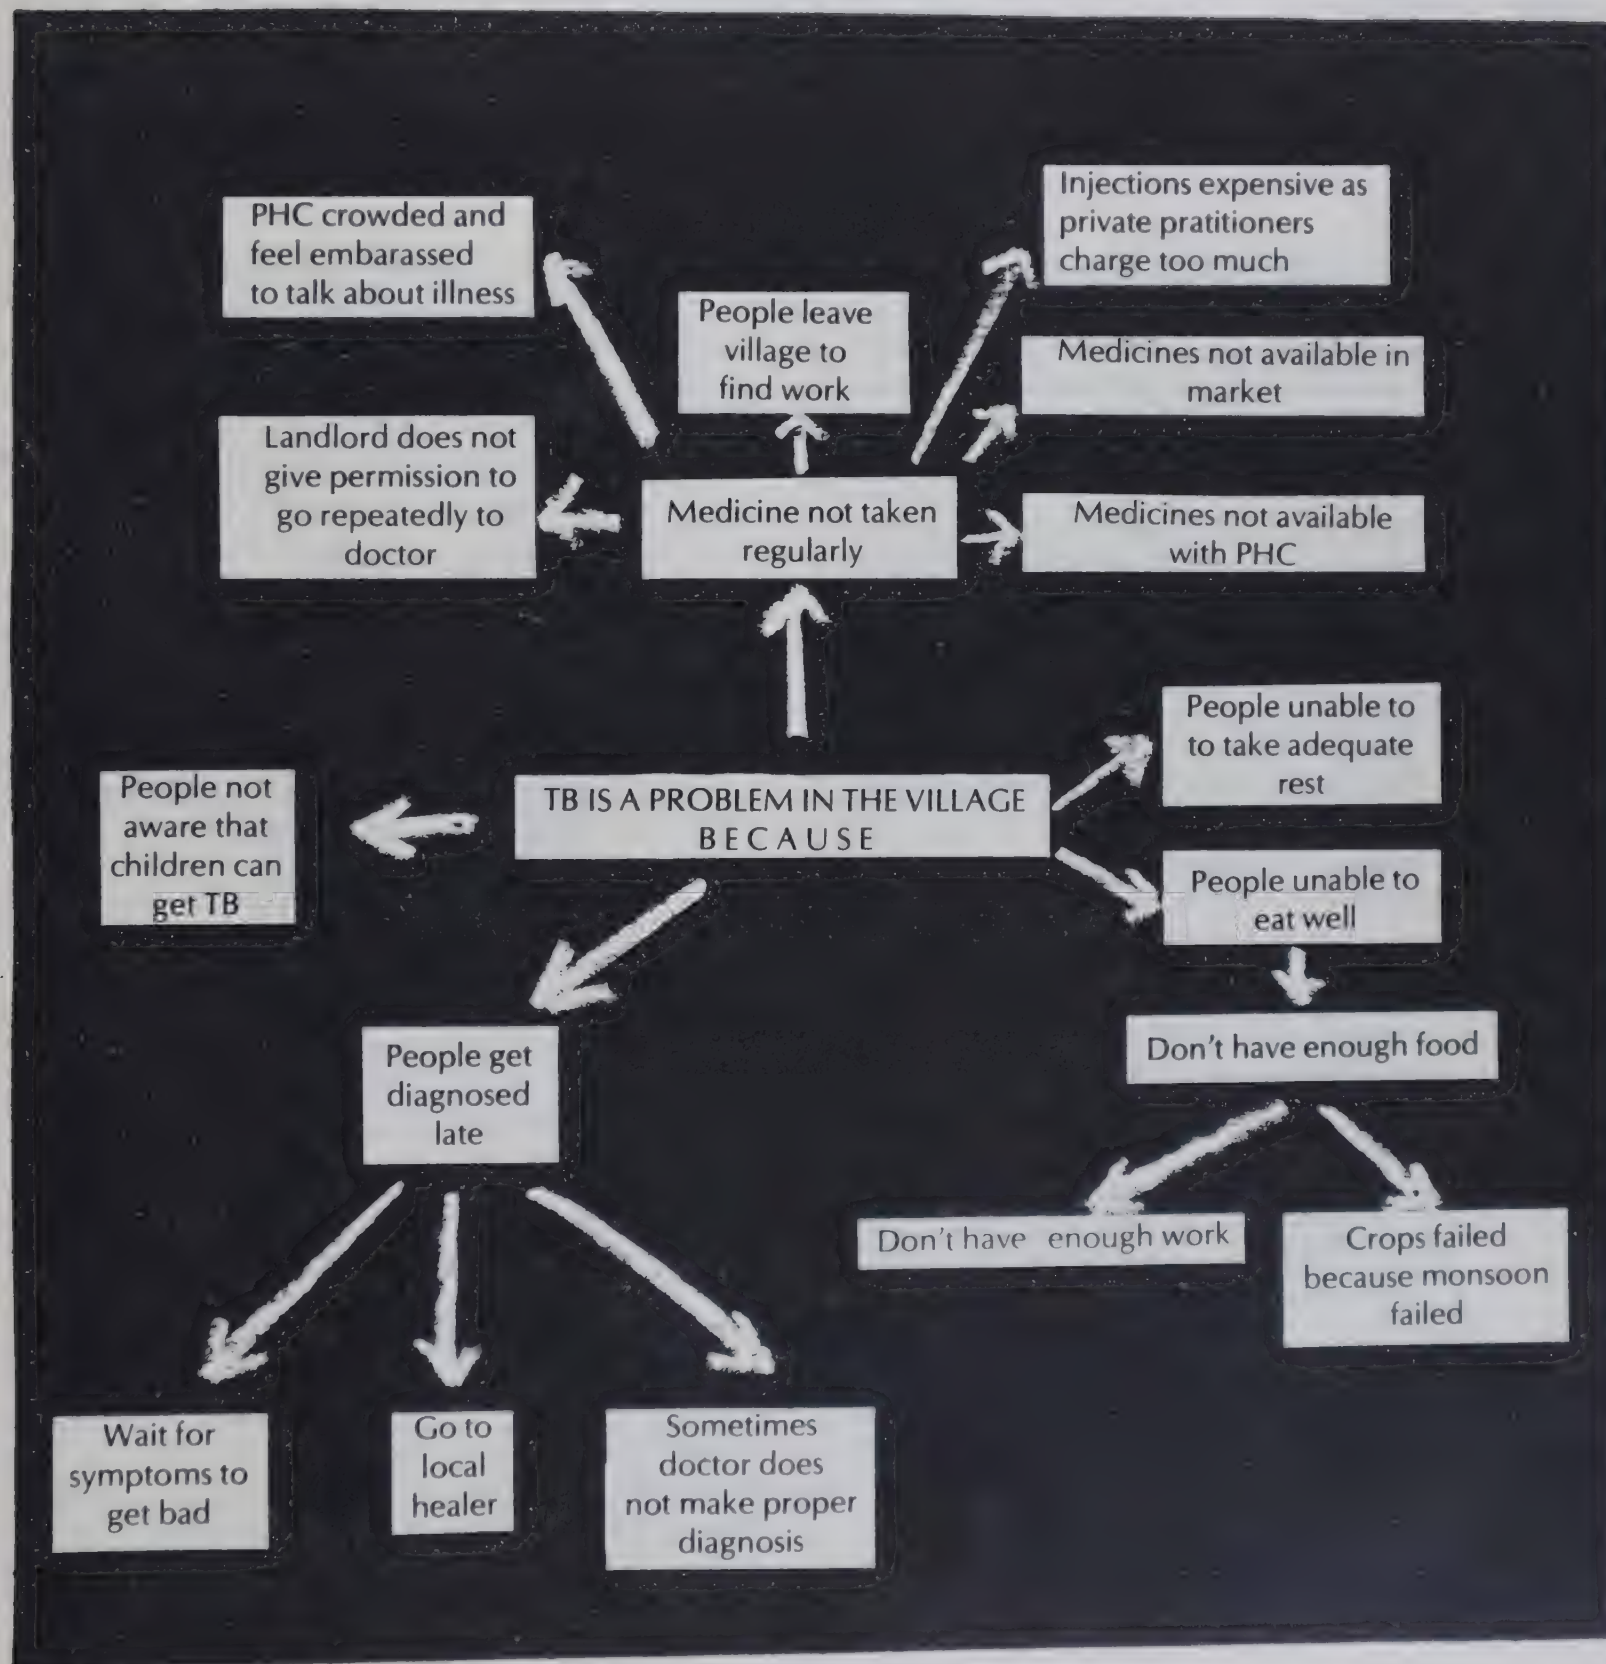 PHC crowded and
feel embarassed
to talk about illness
People leave
village to
find work
Injections expensive as
private pratitioners
charge too much
Medicines not available in
market
Landlord does not
give permission to
go repeatedly to
doctor
Medicine not taken
regularly
Medicines not available
with PHC
People unable to
to take adequate
rest
People not
aware that
children can
get TB
TB IS A PROBLEM IN THE VILLAGE
BECAUSE
People unable to
eat well
People get
diagnosed
late
Don't have enough food
Don't have enough work
Crops failed
because monsoon
failed
Wait for
symptoms to
get bad
Go to
local
healer
Sometimes
doctor does
not make proper
diagnosis